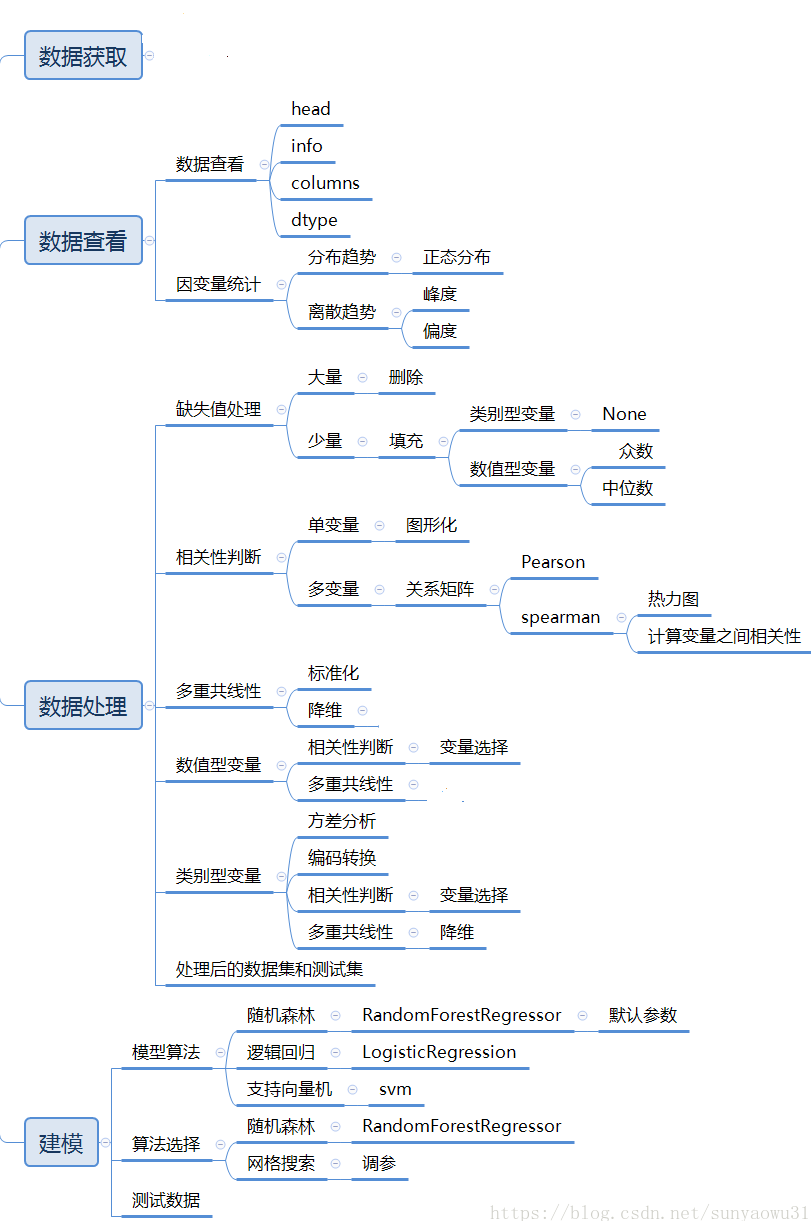 数据获取
数据查看
数据查看
head
info
columns
dtype
因变量统计
分布趋势
正态分布
离散趋势
峰度
偏度
数据处理
缺失值处理
大量
删除
少量
填充
类别型变量
None
数值型变量
众数
中位数
相关性判断
单变量
图形化
多变量
关系矩阵
Pearson
spearman
热力图
计算变量之间相关性
多重共线性
标准化
降维
数值型变量
相关性判断
变量选择
多重共线性
类别型变量
方差分析
编码转换
相关性判断
变量选择
多重共线性
降维
处理后的数据集和测试集
建模
模型算法
随机森林
RandomForestRegressor
默认参数
逻辑回归
LogisticRegression
支持向量机
svm
算法选择
随机森林
RandomForestRegressor
网格搜索
调参
测试数据
https://blog.csdn.net/sunyaowu31